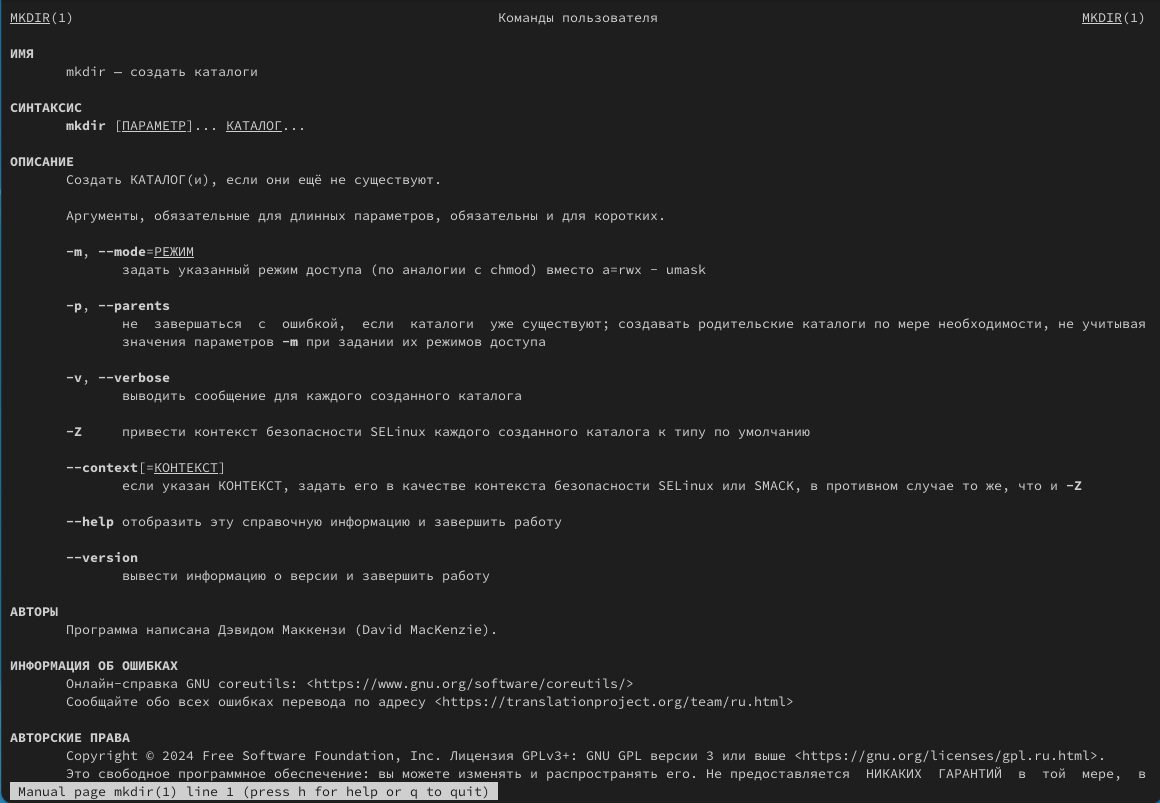 MKDIR(1) Команды пользователя MKDIR(1)
ИМЯ
mkdir — создать каталоги
СИНТАКСИС
mkdir [ПАРАМЕТР]... КАТАЛОГ...
ОПИСАНИЕ
Создать КАТАЛОГ(и), если они ещё не существуют.
Аргументы, обязательные для длинных параметров, обязательны и для коротких.
-m, --mode=РЕЖИМ
задать указанный режим доступа (по аналогии с chmod) вместо a=rwx - umask
-p, --parents
не завершаться с ошибкой, если каталоги уже существуют; создавать родительские каталоги по мере необходимости, не учитывая
значения параметров -m при задании их режимов доступа
-v, --verbose
выводить сообщение для каждого созданного каталога
-Z привести контекст безопасности SELinux каждого созданного каталога к типу по умолчанию
--context[=КОНТЕКСТ]
если указан КОНТЕКСТ, задать его в качестве контекста безопасности SELinux или SMACK, в противном случае то же, что и -Z
--help отобразить эту справочную информацию и завершить работу
--version
вывести информацию о версии и завершить работу
АВТОРЫ
Программа написана Дэвидом Маккензи (David MacKenzie).
ИНФОРМАЦИЯ ОБ ОШИБКАХ
Онлайн-справка GNU coreutils: <https://www.gnu.org/software/coreutils/>
Сообщайте обо всех ошибках перевода по адресу <https://translationproject.org/team/ru.html>
АВТОРСКИЕ ПРАВА
Copyright © 2024 Free Software Foundation, Inc. Лицензия GPLv3+: GNU GPL версии 3 или выше <https://gnu.org/licenses/gpl.ru.html>.
Это свободное программное обеспечение: вы можете изменять и распространять его. Не предоставляется НИКАКИХ ГАРАНТИЙ в той мере, в
Manual page mkdir(1) line 1 (press h for help or q to quit)